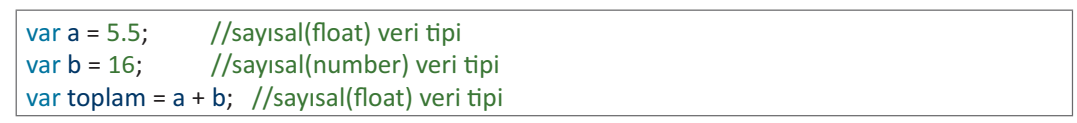 var a = 5.5; //sayısal(float) veri tipi
var b = 16; //sayısal(number) veri tipi
var toplam = a + b; //sayısal(float) veri tipi